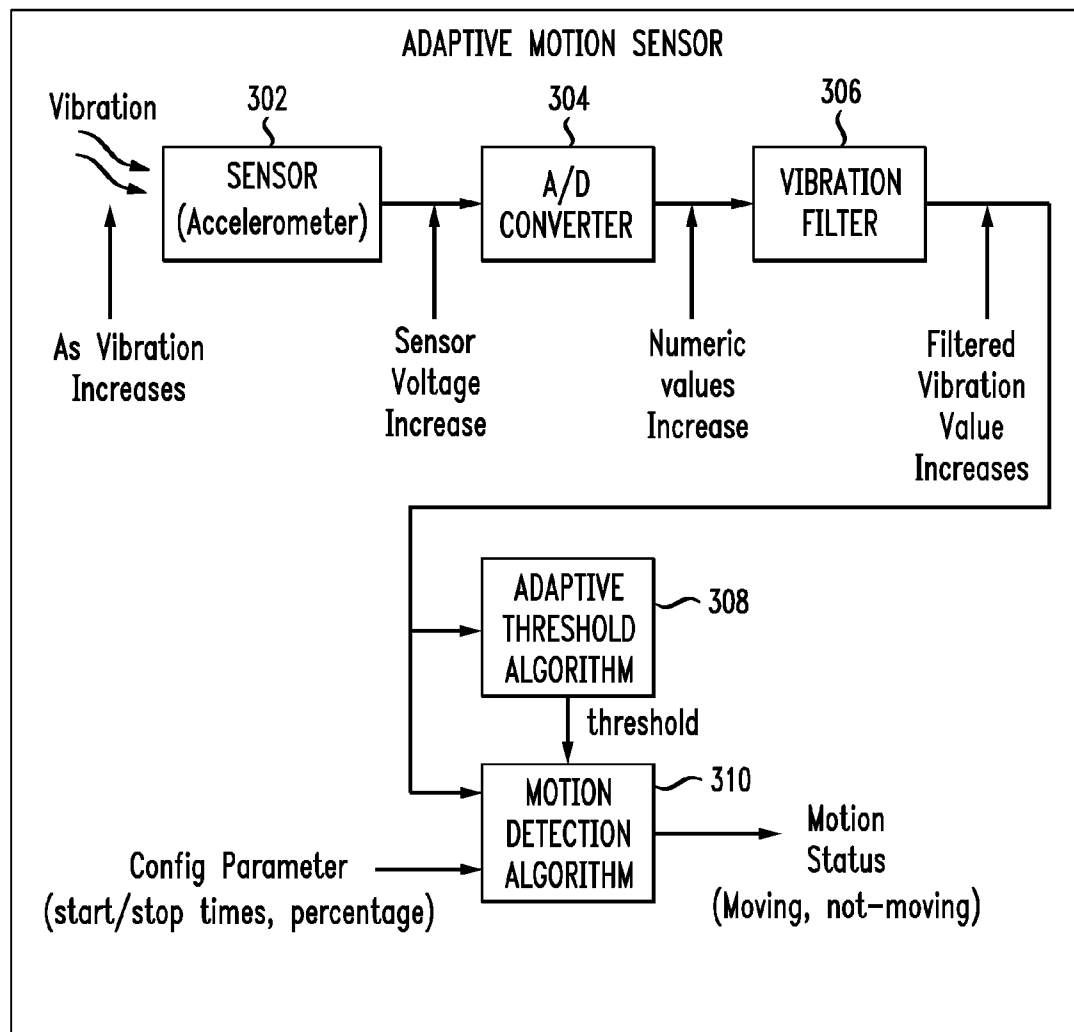 ADAPTIVE MOTION SENSOR
Vibration
302
304
306
SENSOR
(Accelerometer)
A/D
CONVERTER
VIBRATION
FILTER
As Vibration
Increases
Sensor
Voltage
Increase
Numeric
values
Increase
Filtered
Vibration
Value
Increases
ADAPTIVE
THRESHOLD
ALGORITHM
308
threshold
MOTION
DETECTION
ALGORITHM
310
Config Parameter
(start/stop times, percentage)
Motion
Status
(Moving, not-moving)